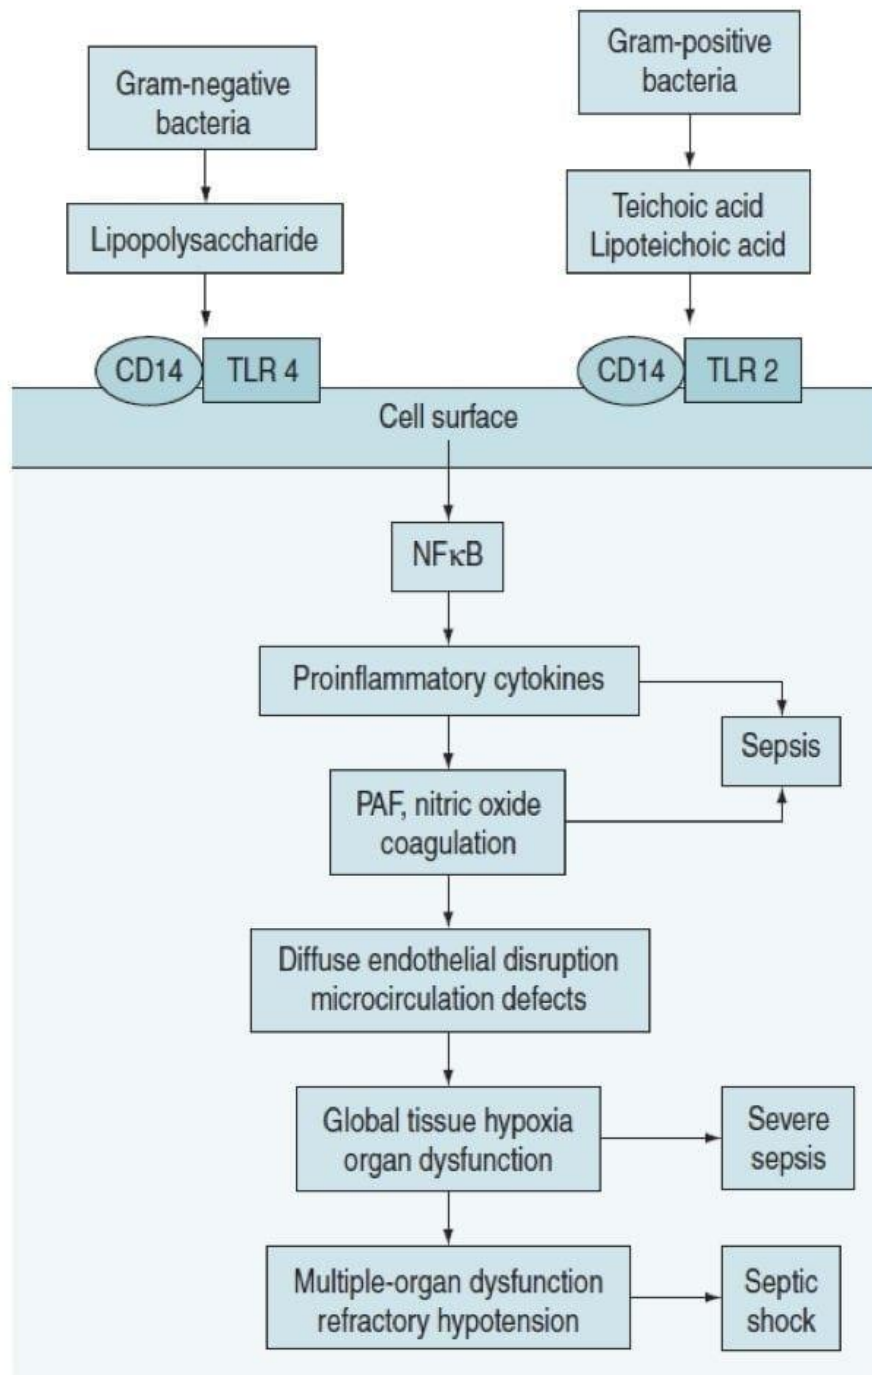 Gram-negative
bacteria
Gram-positive
bacteria
Lipopolysaccharide
Teichoic acid
Lipoteichoic acid
CD14
TLR 4
CD14
TLR 2
Cell surface
NFκB
Proinflammatory cytokines
Sepsis
PAF, nitric oxide
coagulation
Diffuse endothelial disruption
microcirculation defects
Global tissue hypoxia
organ dysfunction
Severe
sepsis
Multiple-organ dysfunction
refractory hypotension
Septic
shock